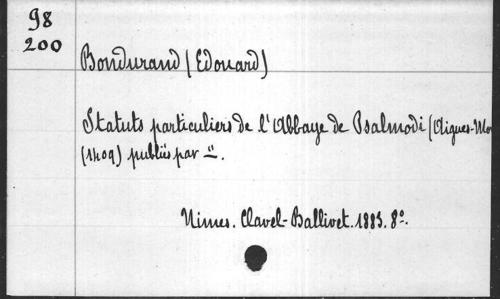 98
200
Bondurand (Edouard)
Statuts particuliers de l'Abbaye de Psalmodi (Aigues-Mor
(1409) publiés par =.
Nimes. Clavel-Ballivet. 1883. 8°.